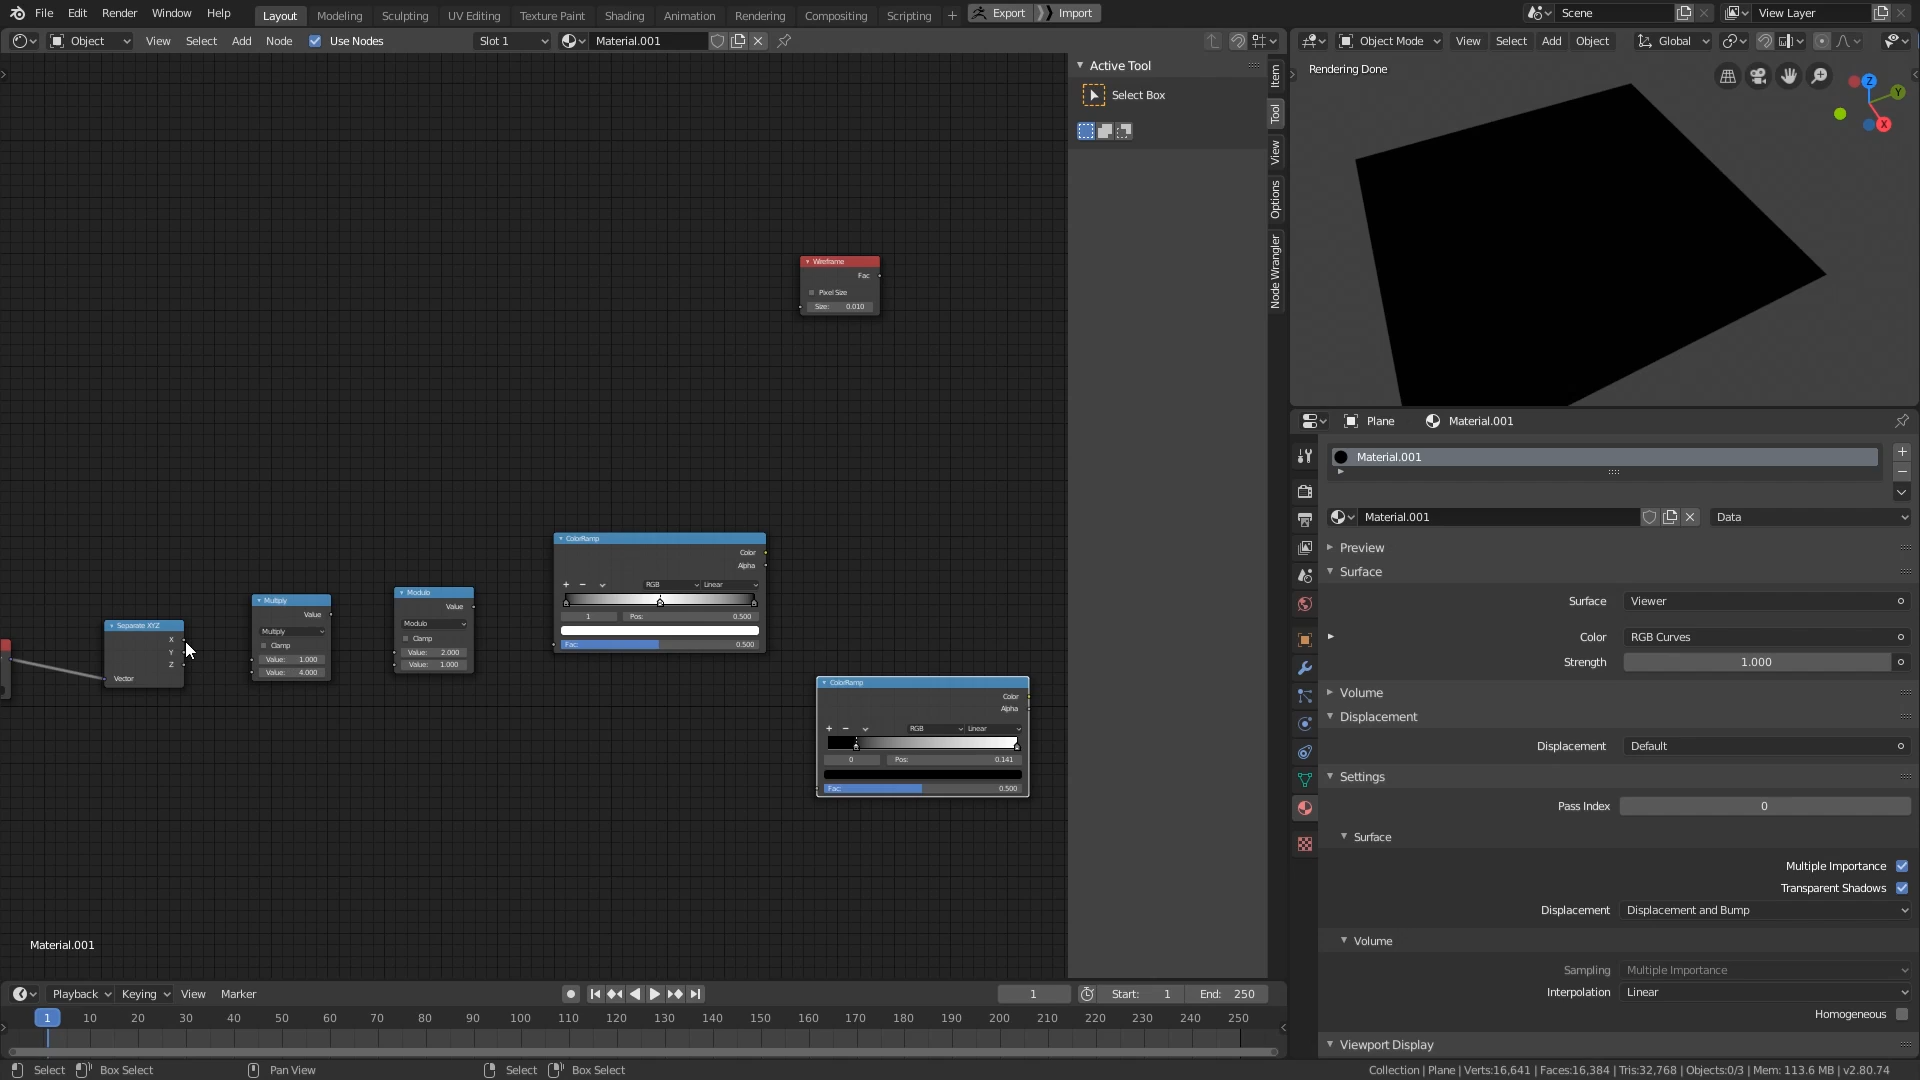 File Edit Render Window Help Layout Modeling Sculpting UV Editing Texture Paint Shading Animation Rendering Compositing Scripting + Export Import Scene View Layer
Object View Select Add Node Use Nodes Slot 1 Material.001
Object Mode View Select Add Object Global
Active Tool
Select Box
Item
Tool
View
Options
Node Wrangler
Rendering Done
Z
Y
X
Wireframe
Fac
Pixel Size
Size: 0.010
ColorRamp
Color
Alpha
+ − RGB Linear
1 Pos: 0.500
Fac: 0.500
Modulo
Value
Modulo
Clamp
Value: 2.000
Value: 1.000
Multiply
Value
Multiply
Clamp
Value: 1.000
Value: 4.000
Separate XYZ
X
Y
Z
Vector
ColorRamp
Color
Alpha
+ − RGB Linear
0 Pos: 0.141
Fac: 0.500
Material.001
Plane Material.001
Material.001
Material.001 Data
Preview
Surface
Surface Viewer
Color RGB Curves
Strength 1.000
Volume
Displacement
Displacement Default
Settings
Pass Index 0
Surface
Multiple Importance
Transparent Shadows
Displacement Displacement and Bump
Volume
Sampling Multiple Importance
Interpolation Linear
Homogeneous
Viewport Display
Playback Keying View Marker 1 Start: 1 End: 250
1 10 20 30 40 50 60 70 80 90 100 110 120 130 140 150 160 170 180 190 200 210 220 230 240 250
Select Box Select Pan View Select Box Select
Collection | Plane | Verts:16,641 | Faces:16,384 | Tris:32,768 | Objects:0/3 | Mem: 113.6 MB | v2.80.74